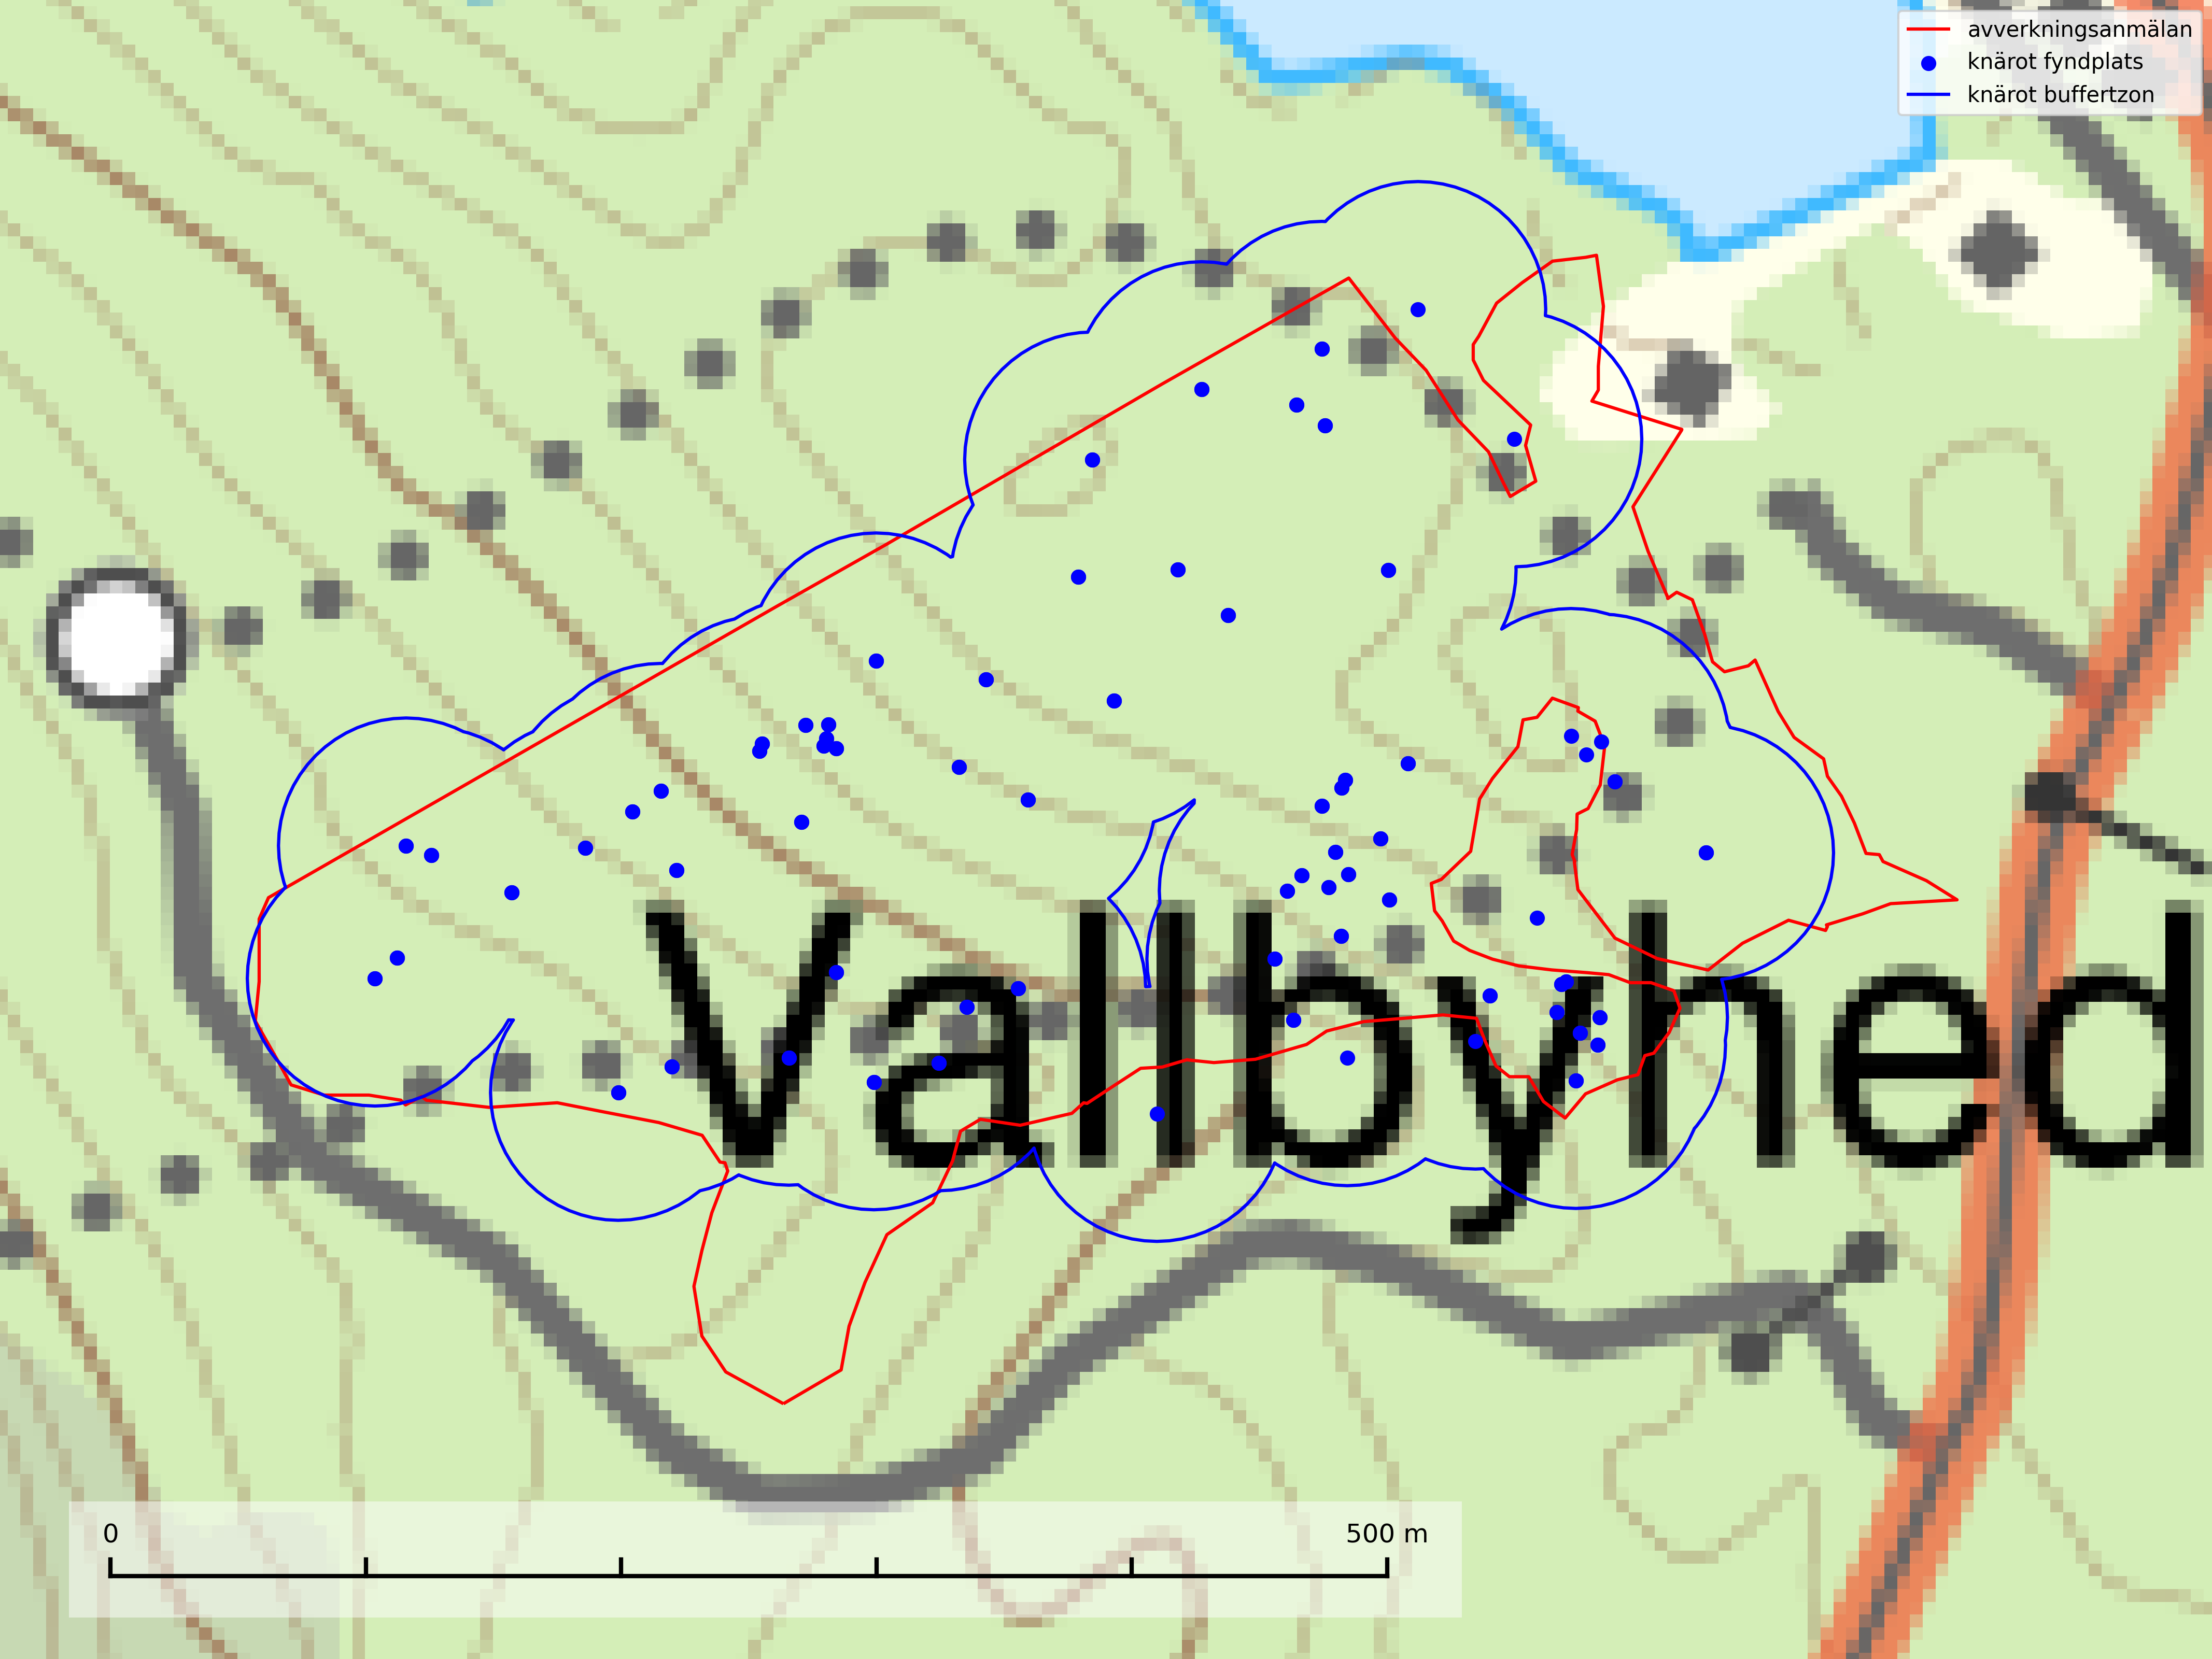 avverkningsanmälan
knärot fyndplats
knärot buffertzon
Vallbyhed
0 500 m